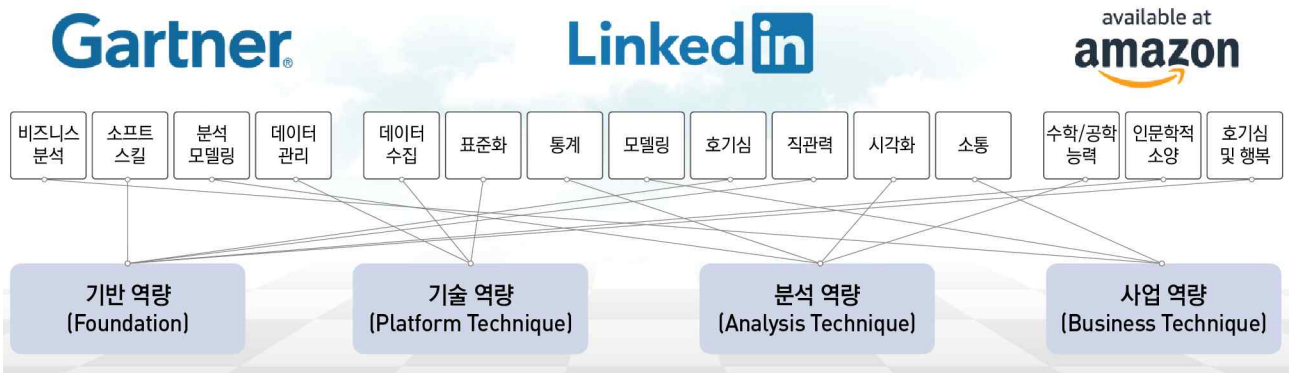 Gartner®
Linked in
available at
amazon
비즈니스
분석
소프트
스킬
분석
모델링
데이터
관리
데이터
수집
표준화
통계
모델링
호기심
직관력
시각화
소통
수학/공학
능력
인문학적
소양
호기심
및 행복
기반 역량
(Foundation)
기술 역량
(Platform Technique)
분석 역량
(Analysis Technique)
사업 역량
(Business Technique)